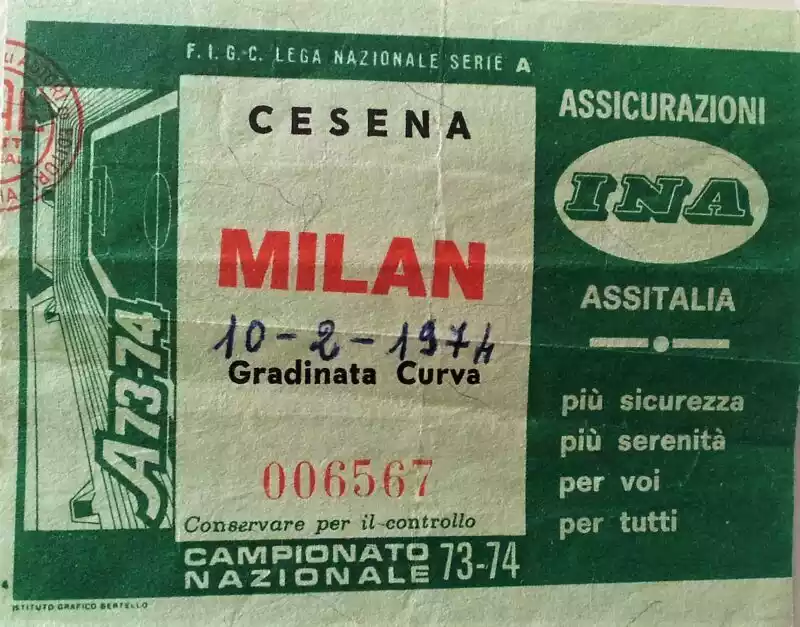 F. I. G.-C. LEGA NAZIONALE SERIE A
CESENA
MILAN
10-2-1974
Gradinata Curva
006567
Conservare per il controllo
CAMPIONATO
NAZIONALE 73-74
A 73-74
ASSICURAZIONI
INA
ASSITALIA
più sicurezza
più serenità
per voi
per tutti
ISTITUTO GRAFICO BERTELLO